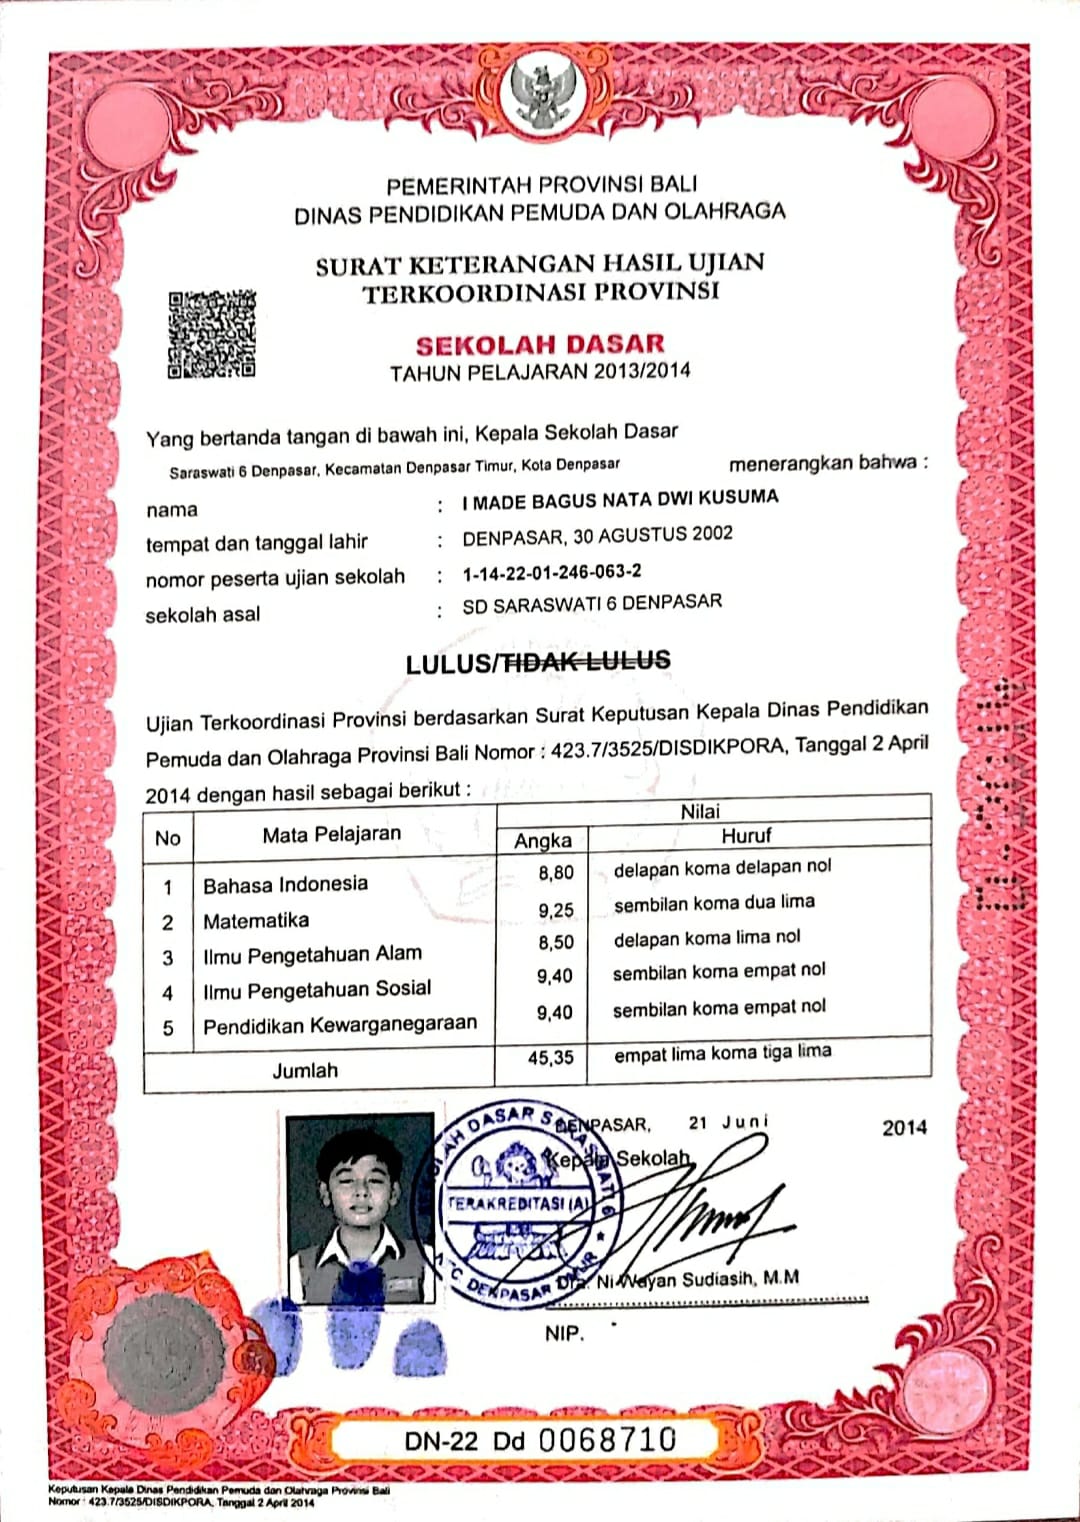 PEMERINTAH PROVINSI BALI
DINAS PENDIDIKAN PEMUDA DAN OLAHRAGA
SURAT KETERANGAN HASIL UJIAN
TERKOORDINASI PROVINSI
SEKOLAH DASAR
TAHUN PELAJARAN 2013/2014
Yang bertanda tangan di bawah ini, Kepala Sekolah Dasar
Saraswati 6 Denpasar, Kecamatan Denpasar Timur, Kota Denpasar menerangkan bahwa :
nama : I MADE BAGUS NATA DWI KUSUMA
tempat dan tanggal lahir : DENPASAR, 30 AGUSTUS 2002
nomor peserta ujian sekolah : 1-14-22-01-246-063-2
sekolah asal : SD SARASWATI 6 DENPASAR
LULUS/TIDAK LULUS
Ujian Terkoordinasi Provinsi berdasarkan Surat Keputusan Kepala Dinas Pendidikan
Pemuda dan Olahraga Provinsi Bali Nomor : 423.7/3525/DISDIKPORA, Tanggal 2 April
2014 dengan hasil sebagai berikut :
No Mata Pelajaran Nilai
Angka Huruf
1 Bahasa Indonesia 8,80 delapan koma delapan nol
2 Matematika 9,25 sembilan koma dua lima
3 Ilmu Pengetahuan Alam 8,50 delapan koma lima nol
4 Ilmu Pengetahuan Sosial 9,40 sembilan koma empat nol
5 Pendidikan Kewarganegaraan 9,40 sembilan koma empat nol
Jumlah 45,35 empat lima koma tiga lima
DENPASAR, 21 Juni 2014
Kepala Sekolah
TERAKREDITASI (A)
Dra. Ni Wayan Sudiasih, M.M
NIP.
DN-22 Dd 0068710
Keputusan Kepala Dinas Pendidikan Pemuda dan Olahraga Provinsi Bali
Nomor : 423.7/3525/DISDIKPORA, Tanggal 2 April 2014